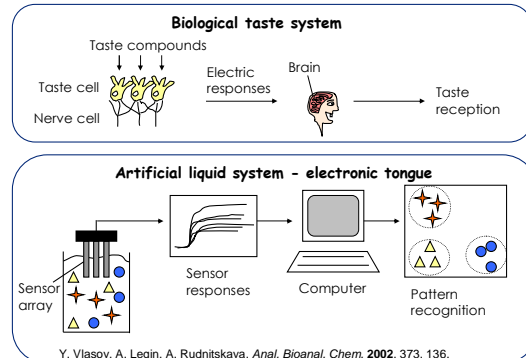 Biological taste system
Taste compounds
Taste cell
Nerve cell
Electric
responses
Brain
Taste
reception
Artificial liquid system - electronic tongue
Sensor
array
Sensor
responses
Computer
Pattern
recognition
Y. Vlasov, A. Legin, A. Rudnitskaya, Anal. Bioanal. Chem. 2002, 373, 136.